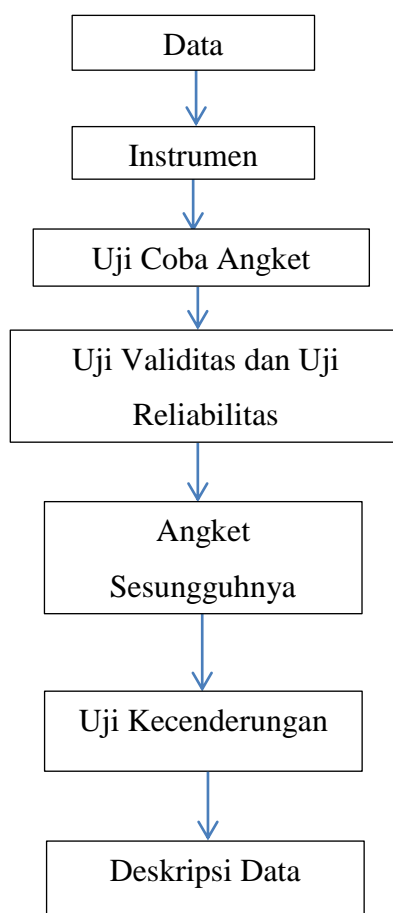 Data
Instrumen
Uji Coba Angket
Uji Validitas dan Uji
Reliabilitas
Angket
Sesungguhnya
Uji Kecenderungan
Deskripsi Data